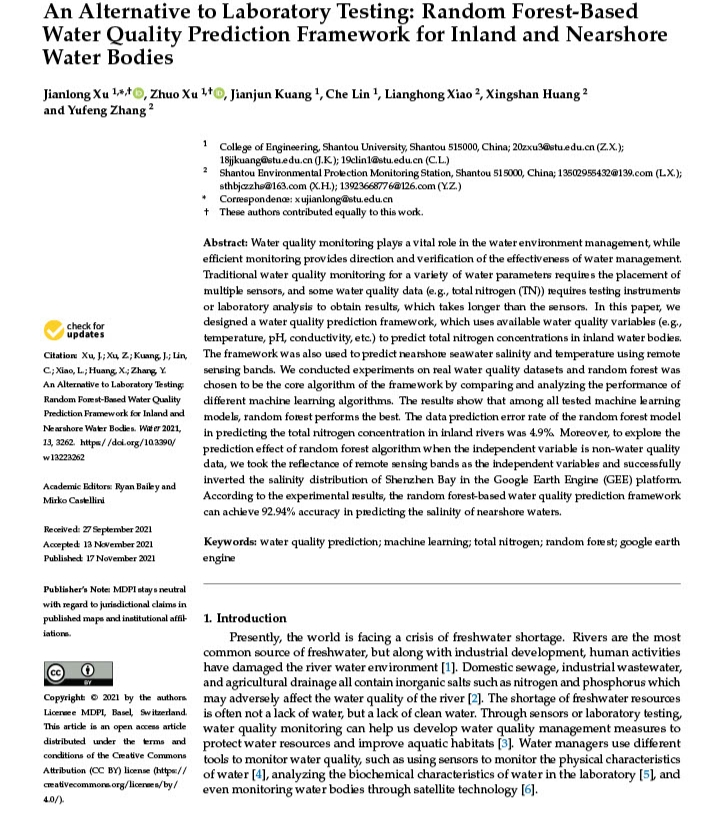 An Alternative to Laboratory Testing: Random Forest-Based
Water Quality Prediction Framework for Inland and Nearshore
Water Bodies
Jianlong Xu 1,*,†, Zhuo Xu 1,†, Jianjun Kuang 1, Che Lin 1, Lianghong Xiao 2, Xingshan Huang 2
and Yufeng Zhang 2
1 College of Engineering, Shantou University, Shantou 515000, China; 20zxu3@stu.edu.cn (Z.X.);
18jjkuang@stu.edu.cn (J.K.); 19clin1@stu.edu.cn (C.L.)
2 Shantou Environmental Protection Monitoring Station, Shantou 515000, China; 13502955432@139.com (L.X.);
sthbjczzhs@163.com (X.H.); 13923668776@126.com (Y.Z.)
* Correspondence: xujianlong@stu.edu.cn
† These authors contributed equally to this work.
Abstract: Water quality monitoring plays a vital role in the water environment management, while
efficient monitoring provides direction and verification of the effectiveness of water management.
Traditional water quality monitoring for a variety of water parameters requires the placement of
multiple sensors, and some water quality data (e.g., total nitrogen (TN)) requires testing instruments
or laboratory analysis to obtain results, which takes longer than the sensors. In this paper, we
designed a water quality prediction framework, which uses available water quality variables (e.g.,
temperature, pH, conductivity, etc.) to predict total nitrogen concentrations in inland water bodies.
The framework was also used to predict nearshore seawater salinity and temperature using remote
sensing bands. We conducted experiments on real water quality datasets and random forest was
chosen to be the core algorithm of the framework by comparing and analyzing the performance of
different machine learning algorithms. The results show that among all tested machine learning
models, random forest performs the best. The data prediction error rate of the random forest model
in predicting the total nitrogen concentration in inland rivers was 4.9%. Moreover, to explore the
prediction effect of random forest algorithm when the independent variable is non-water quality
data, we took the reflectance of remote sensing bands as the independent variables and successfully
inverted the salinity distribution of Shenzhen Bay in the Google Earth Engine (GEE) platform.
According to the experimental results, the random forest-based water quality prediction framework
can achieve 92.94% accuracy in predicting the salinity of nearshore waters.
Keywords: water quality prediction; machine learning; total nitrogen; random forest; google earth
engine
check for
updates
Citation: Xu, J.; Xu, Z.; Kuang, J.; Lin,
C.; Xiao, L.; Huang, X.; Zhang, Y.
An Alternative to Laboratory Testing:
Random Forest-Based Water Quality
Prediction Framework for Inland and
Nearshore Water Bodies. Water 2021,
13, 3262. https://doi.org/10.3390/
w13223262
Academic Editors: Ryan Bailey and
Mirko Castellini
Received: 27 September 2021
Accepted: 13 November 2021
Published: 17 November 2021
Publisher's Note: MDPI stays neutral
with regard to jurisdictional claims in
published maps and institutional affil-
iations.
cc BY
Copyright: © 2021 by the authors.
Licensee MDPI, Basel, Switzerland.
This article is an open access article
distributed under the terms and
conditions of the Creative Commons
Attribution (CC BY) license (https://
creativecommons.org/licenses/by/
4.0/).
1. Introduction
Presently, the world is facing a crisis of freshwater shortage. Rivers are the most
common source of freshwater, but along with industrial development, human activities
have damaged the river water environment [1]. Domestic sewage, industrial wastewater,
and agricultural drainage all contain inorganic salts such as nitrogen and phosphorus which
may adversely affect the water quality of the river [2]. The shortage of freshwater resources
is often not a lack of water, but a lack of clean water. Through sensors or laboratory testing,
water quality monitoring can help us develop water quality management measures to
protect water resources and improve aquatic habitats [3]. Water managers use different
tools to monitor water quality, such as using sensors to monitor the physical characteristics
of water [4], analyzing the biochemical characteristics of water in the laboratory [5], and
even monitoring water bodies through satellite technology [6].